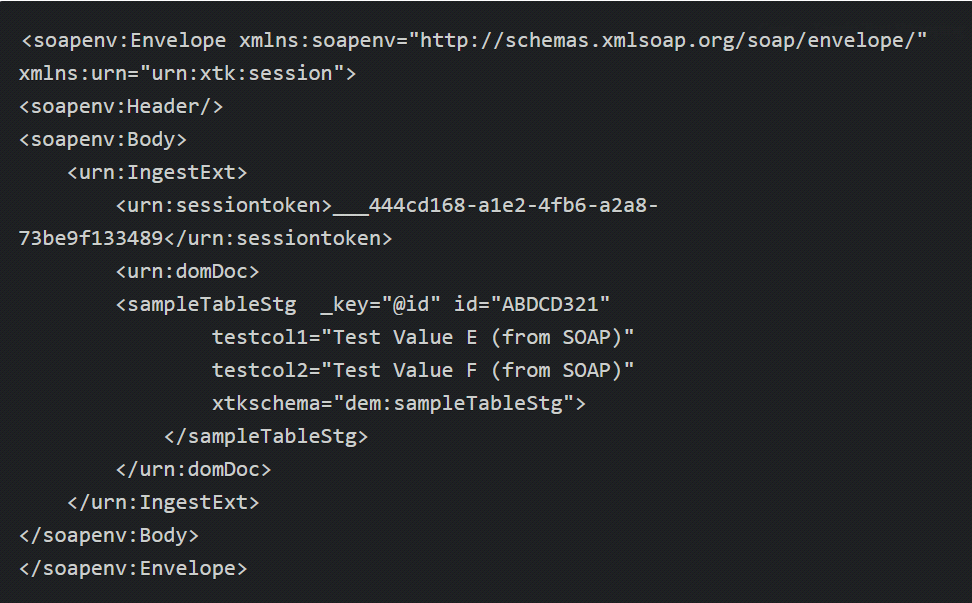 <soapenv:Envelope xmlns:soapenv="http://schemas.xmlsoap.org/soap/envelope/"
xmlns:urn="urn:xtk:session">
<soapenv:Header/>
<soapenv:Body>
    <urn:IngestExt>
        <urn:sessiontoken>___444cd168-a1e2-4fb6-a2a8-
73be9f133489</urn:sessiontoken>
        <urn:domDoc>
        <sampleTableStg  _key="@id" id="ABDCD321"
                testcol1="Test Value E (from SOAP)"
                testcol2="Test Value F (from SOAP)"
                xtkschema="dem:sampleTableStg">
            </sampleTableStg>
        </urn:domDoc>
    </urn:IngestExt>
</soapenv:Body>
</soapenv:Envelope>